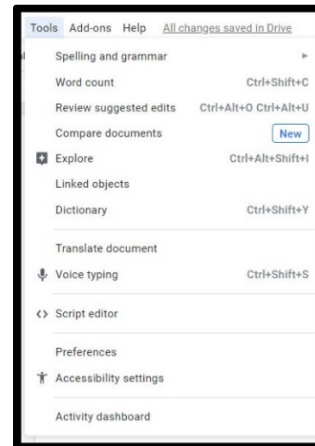 Tools Add-ons Help All changes saved in Drive
Spelling and grammar
Word count Ctrl+Shift+C
Review suggested edits Ctrl+Alt+O Ctrl+Alt+U
Compare documents New
Explore Ctrl+Alt+Shift+I
Linked objects
Dictionary Ctrl+Shift+Y
Translate document
Voice typing Ctrl+Shift+S
Script editor
Preferences
Accessibility settings
Activity dashboard